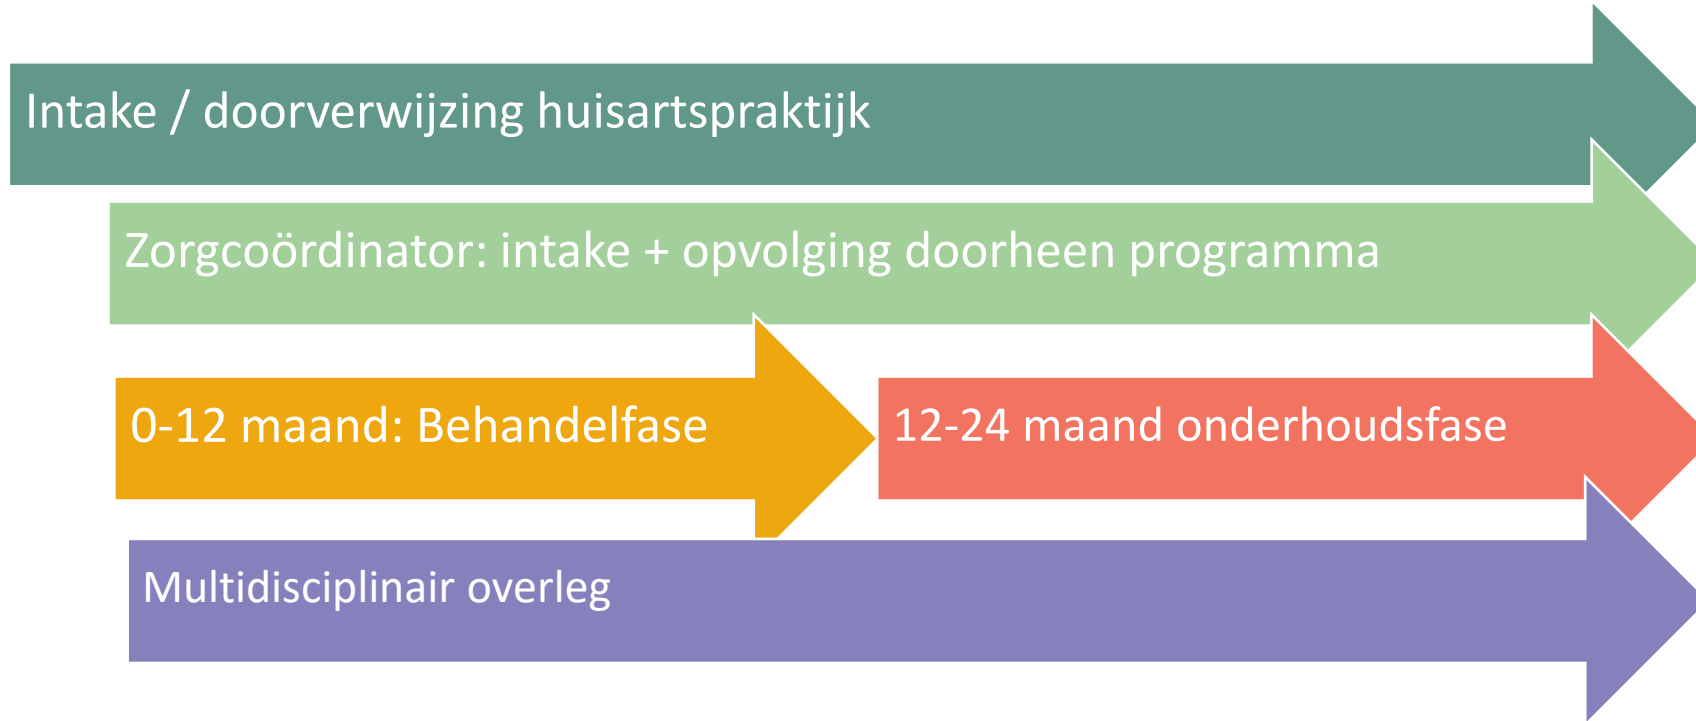 Intake / doorverwijzing huisartspraktijk
Zorgcoördinator: intake + opvolging doorheen programma
0-12 maand: Behandelfase
12-24 maand onderhoudsfase
Multidisciplinair overleg